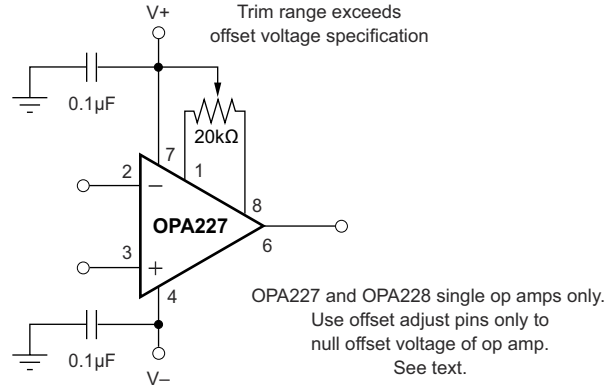 V+
Trim range exceeds
offset voltage specification
0.1µF
20kΩ
7
1
2
–
8
OPA227
6
3
+
4
OPA227 and OPA228 single op amps only.
Use offset adjust pins only to
null offset voltage of op amp.
See text.
0.1µF
V–